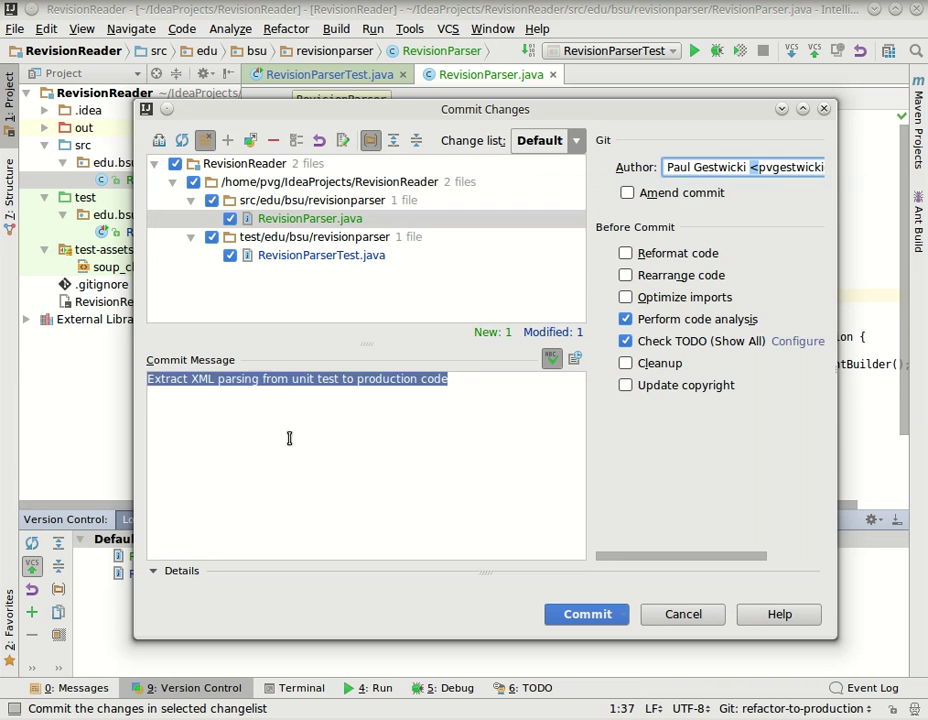 RevisionReader - [~/IdeaProjects/RevisionReader] - [RevisionReader] - ~/IdeaProjects/RevisionReader/src/edu/bsu/revisionparser/RevisionParser.java - Intelli...
File Edit View Navigate Code Analyze Refactor Build Run Tools VCS Window Help
RevisionReader src edu bsu revisionparser RevisionParser RevisionParserTest
Project RevisionParserTest.java RevisionParser.java
1: Project
7: Structure
2: Favorites
RevisionReader ~/IdeaProjects/
.idea
out
src
edu.bs
test
edu.bs
test-assets
soup_c
.gitignore
RevisionRe
External Libra
Maven Projects
Ant Build
Commit Changes
Change list: Default
RevisionReader 2 files
/home/pvg/IdeaProjects/RevisionReader 2 files
src/edu/bsu/revisionparser 1 file
RevisionParser.java
test/edu/bsu/revisionparser 1 file
RevisionParserTest.java
New: 1 Modified: 1
Commit Message
Extract XML parsing from unit test to production code
Details
Git
Author: Paul Gestwicki <pvgestwicki
Amend commit
Before Commit
Reformat code
Rearrange code
Optimize imports
Perform code analysis
Check TODO (Show All) Configure
Cleanup
Update copyright
Commit Cancel Help
on {
tBuilder();
Version Control: Lo
Defaul
0: Messages 9: Version Control Terminal 4: Run 5: Debug 6: TODO Event Log
Commit the changes in selected changelist 1:37 LF UTF-8 Git: refactor-to-production